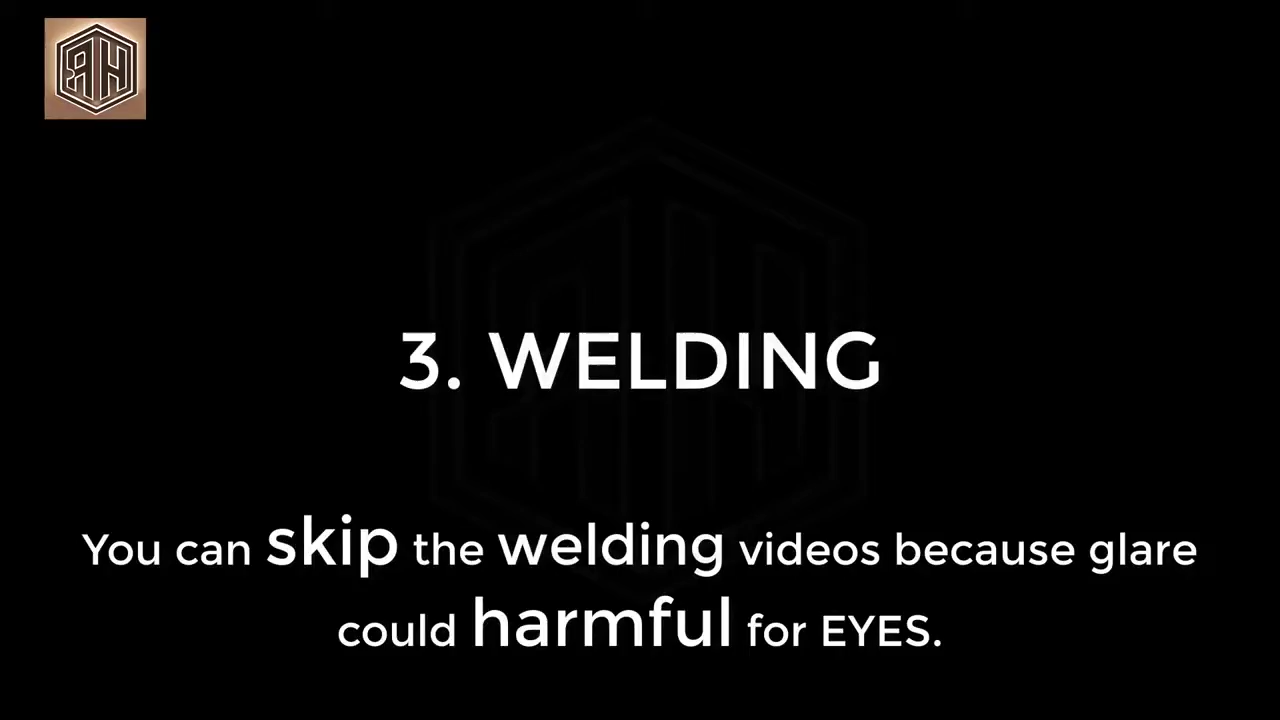 3. WELDING
You can skip the welding videos because glare
could harmful for EYES.